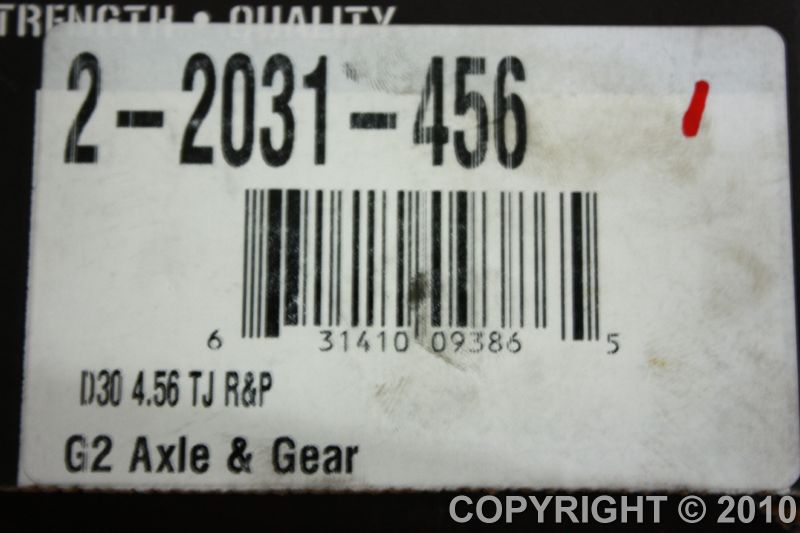 TRENGTH • QUALITY
2-2031-456
6 31410 09386 5
D30 4.56 TJ R&P
G2 Axle & Gear
COPYRIGHT © 2010